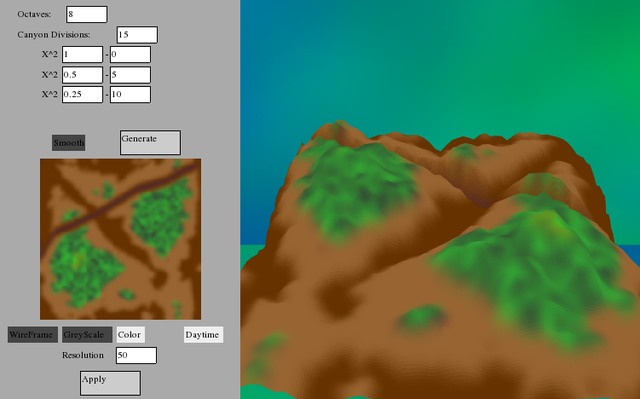 Octaves: 8
Canyon Divisions: 15
X^2 1 - 0
X^2 0.5 - 5
X^2 0.25 - 10
Smooth Generate
WireFrame GreyScale Color Daytime
Resolution 50
Apply